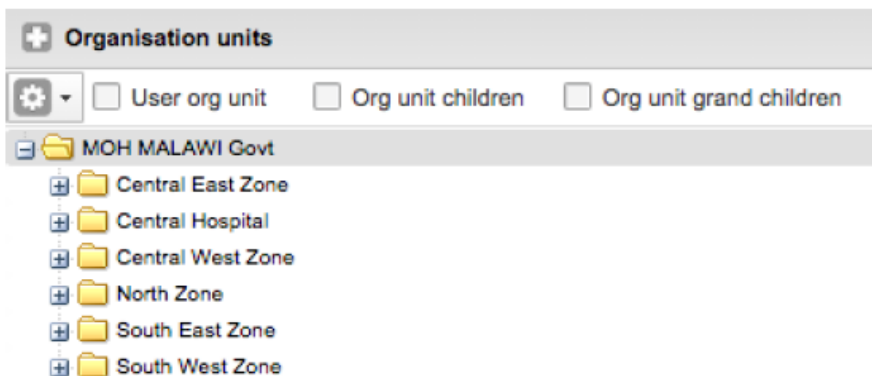 Organisation units
User org unit Org unit children Org unit grand children
MOH MALAWI Govt
Central East Zone
Central Hospital
Central West Zone
North Zone
South East Zone
South West Zone